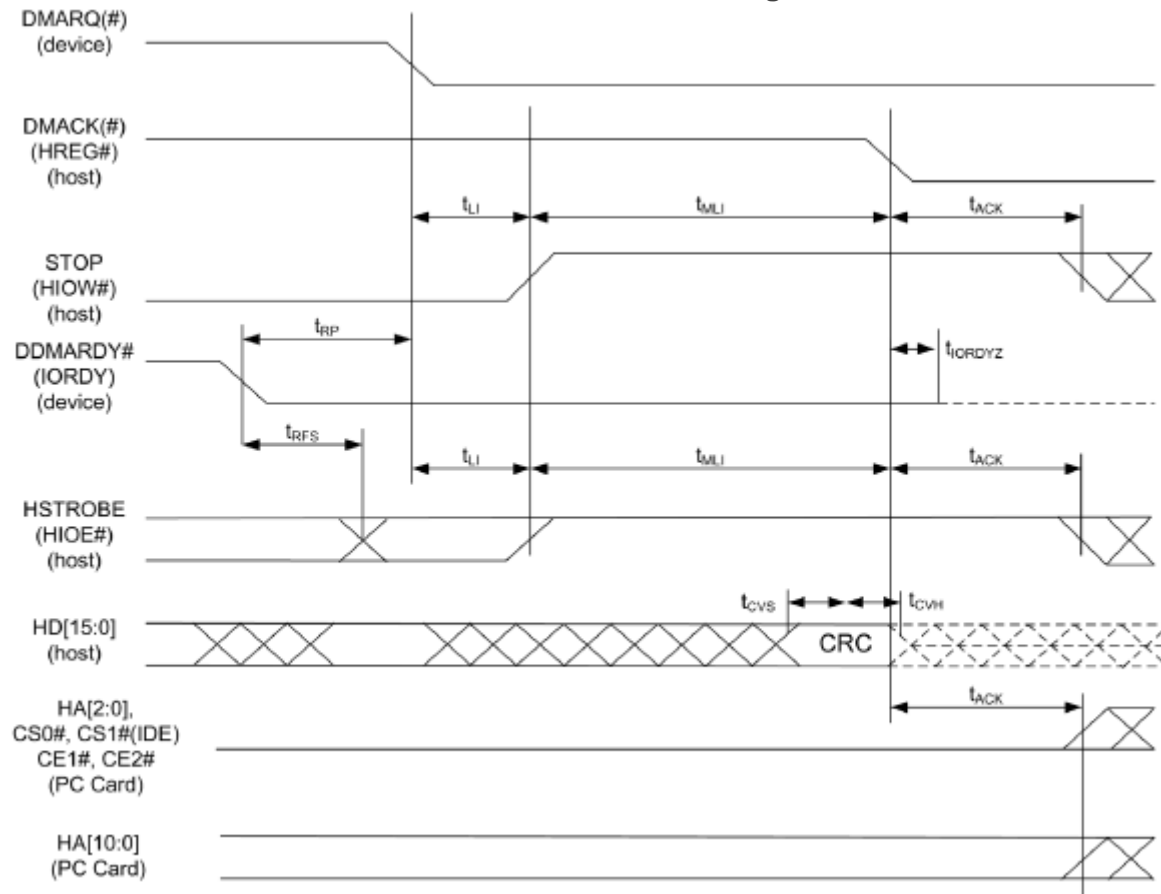 DMARQ(#)
(device)
DMACK(#)
(HREG#)
(host)
tLI
tMLI
tACK
STOP
(HIOW#)
(host)
tRP
DDMARDY#
(IORDY)
(device)
tIORDYZ
tRFS
tLI
tMLI
tACK
HSTROBE
(HIOE#)
(host)
tCVS
tCVH
HD[15:0]
(host)
CRC
tACK
HA[2:0],
CS0#, CS1#(IDE)
CE1#, CE2#
(PC Card)
HA[10:0]
(PC Card)